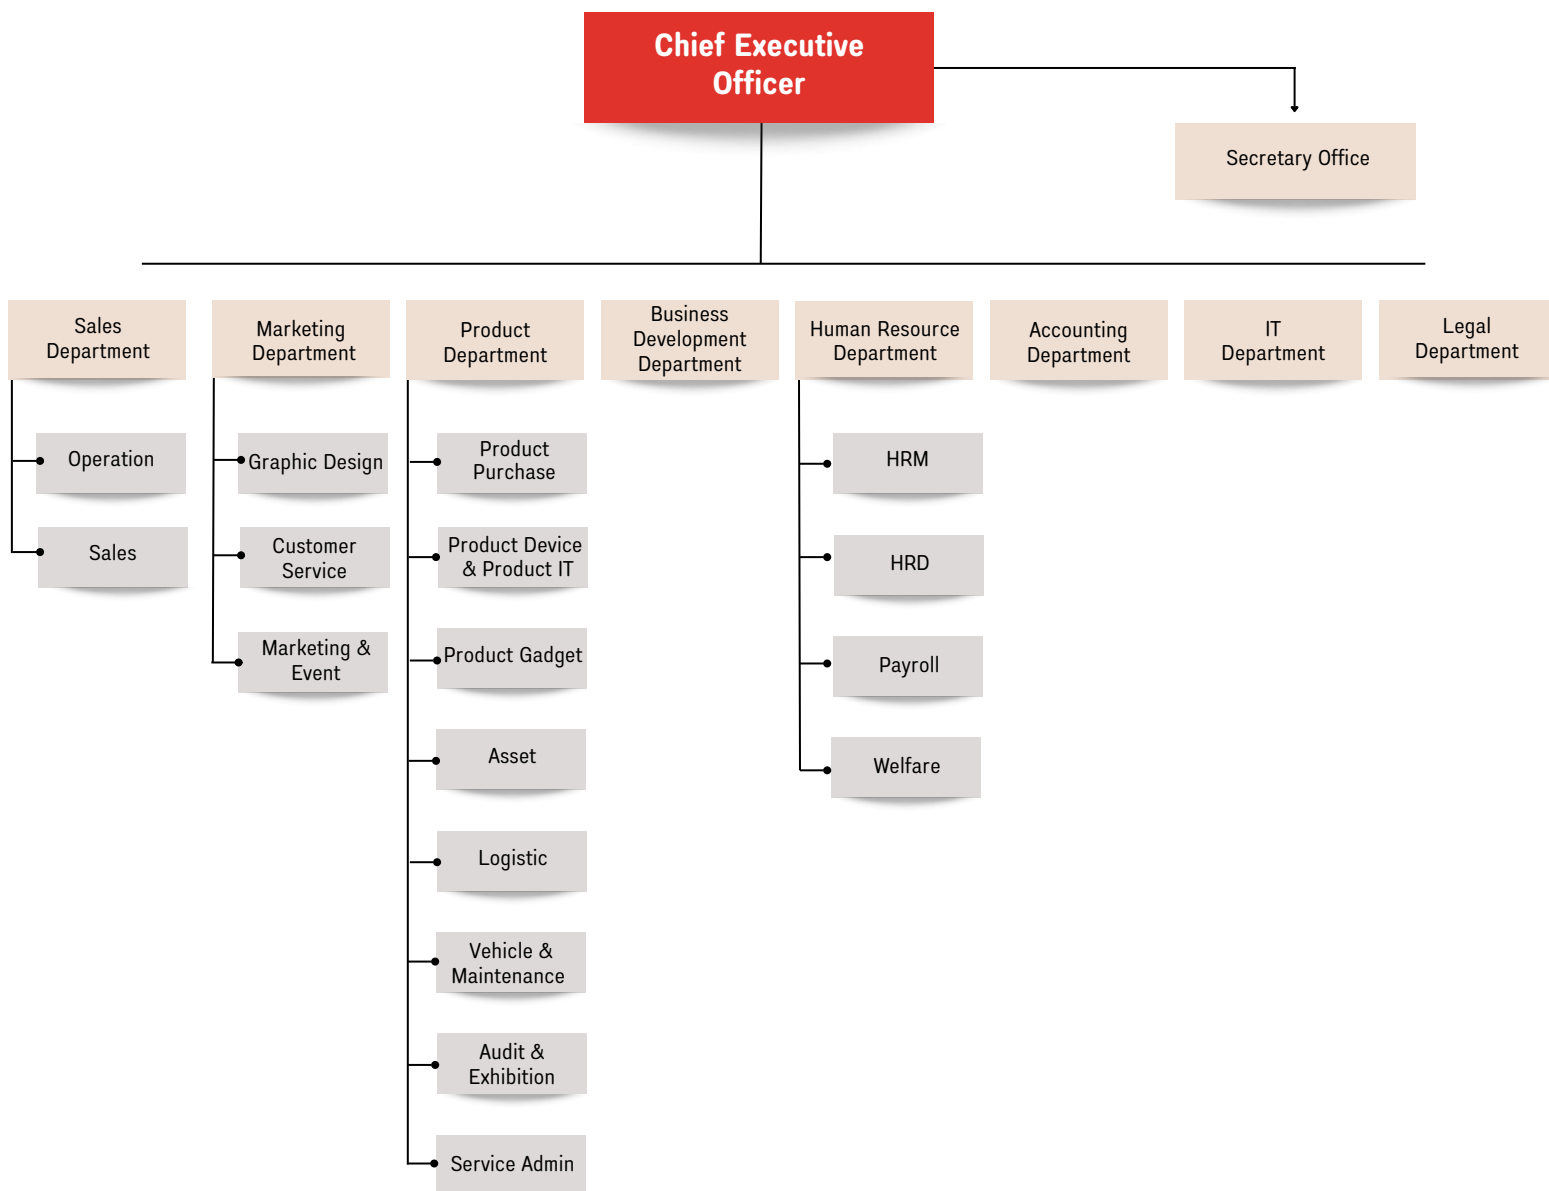 Chief Executive
Officer
Secretary Office
Sales
Department
Marketing
Department
Product
Department
Business
Development
Department
Human Resource
Department
Accounting
Department
IT
Department
Legal
Department
Operation
Sales
Graphic Design
Customer
Service
Marketing &
Event
Product
Purchase
Product Device
& Product IT
Product Gadget
Asset
Logistic
Vehicle &
Maintenance
Audit &
Exhibition
Service Admin
HRM
HRD
Payroll
Welfare